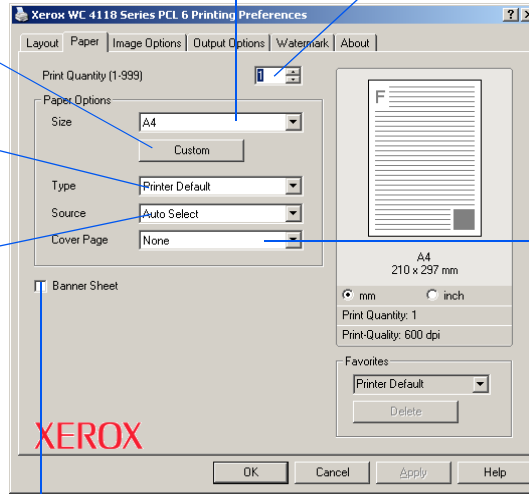 Xerox WC 4118 Series PCL 6 Printing Preferences
Layout Paper Image Options Output Options Watermark About
Print Quantity (1-999) 1
Paper Options
Size A4
Custom
Type Printer Default
Source Auto Select
Cover Page None
Banner Sheet
XEROX
F
A4
210 x 297 mm
mm inch
Print Quantity: 1
Print-Quality: 600 dpi
Favorites
Printer Default
Delete
OK Cancel Apply Help